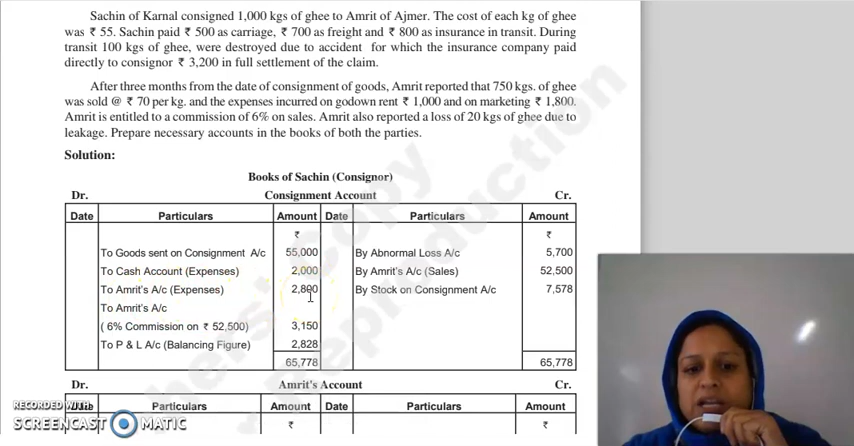 Sachin of Karnal consigned 1,000 kgs of ghee to Amrit of Ajmer. The cost of each kg of ghee
was ₹ 55. Sachin paid ₹ 500 as carriage, ₹ 700 as freight and ₹ 800 as insurance in transit. During
transit 100 kgs of ghee, were destroyed due to accident for which the insurance company paid
directly to consignor ₹ 3,200 in full settlement of the claim.
After three months from the date of consignment of goods, Amrit reported that 750 kgs. of ghee
was sold @ ₹ 70 per kg. and the expenses incurred on godown rent ₹ 1,000 and on marketing ₹ 1,800.
Amrit is entitled to a commission of 6% on sales. Amrit also reported a loss of 20 kgs of ghee due to
leakage. Prepare necessary accounts in the books of both the parties.
Solution:
Books of Sachin (Consignor)
Dr. Consignment Account Cr.
Date Particulars Amount Date Particulars Amount
₹ ₹
To Goods sent on Consignment A/c 55,000 By Abnormal Loss A/c 5,700
To Cash Account (Expenses) 2,000 By Amrit's A/c (Sales) 52,500
To Amrit's A/c (Expenses) 2,800 By Stock on Consignment A/c 7,578
To Amrit's A/c
( 6% Commission on ₹ 52,500) 3,150
To P & L A/c (Balancing Figure) 2,828
65,778 65,778
Dr. Amrit's Account Cr.
Particulars Amount Date Particulars Amount
₹ ₹
RECORDED WITH
SCREENCAST MATIC